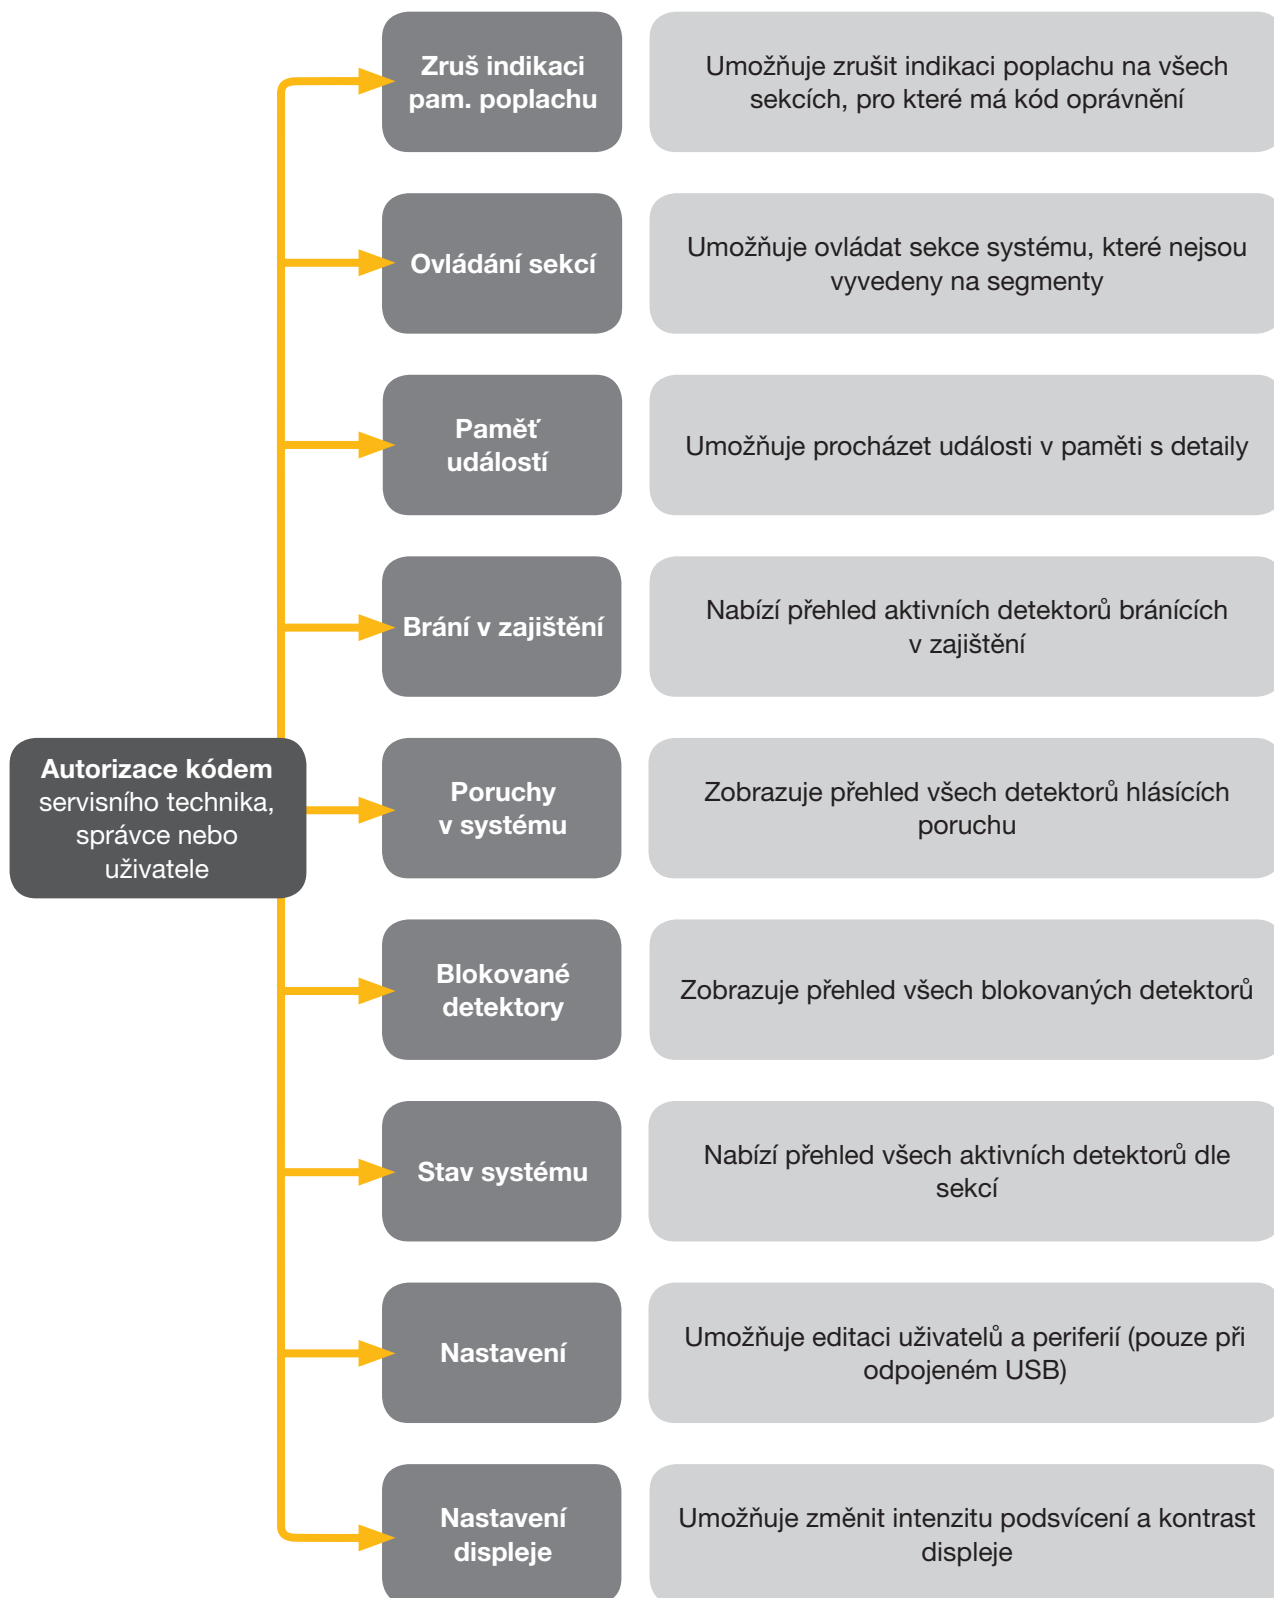 Zruš indikaci
pam. poplachu
Umožňuje zrušit indikaci poplachu na všech
sekcích, pro které má kód oprávnění
Ovládání sekcí
Umožňuje ovládat sekce systému, které nejsou
vyvedeny na segmenty
Paměť
událostí
Umožňuje procházet události v paměti s detaily
Brání v zajištění
Nabízí přehled aktivních detektorů bránících
v zajištění
Autorizace kódem
servisního technika,
správce nebo
uživatele
Poruchy
v systému
Zobrazuje přehled všech detektorů hlásících
poruchu
Blokované
detektory
Zobrazuje přehled všech blokovaných detektorů
Stav systému
Nabízí přehled všech aktivních detektorů dle
sekcí
Nastavení
Umožňuje editaci uživatelů a periferií (pouze při
odpojeném USB)
Nastavení
displeje
Umožňuje změnit intenzitu podsvícení a kontrast
displeje